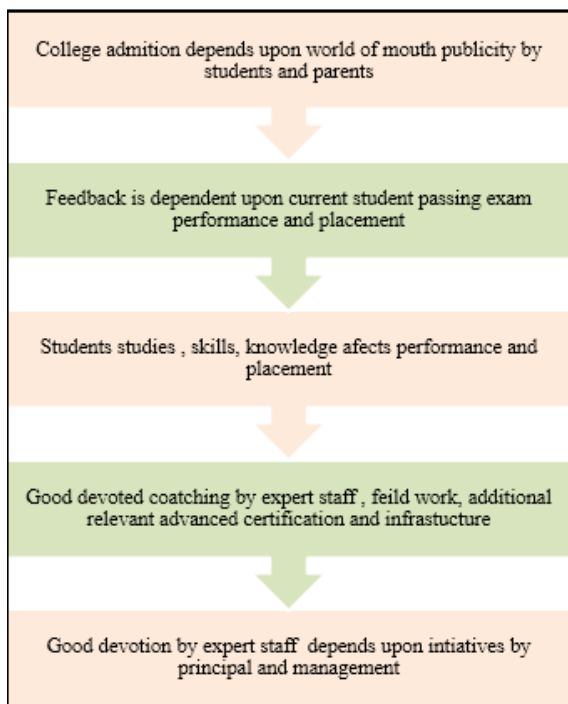 College admition depends upon world of mouth publicity by
students and parents
Feedback is dependent upon current student passing exam
performance and placement
Students studies , skills, knowledge afects performance and
placement
Good devoted coatching by expert staff , feild work, additional
relevant advanced certification and infrastucture
Good devotion by expert staff depends upon intiatives by
principal and management